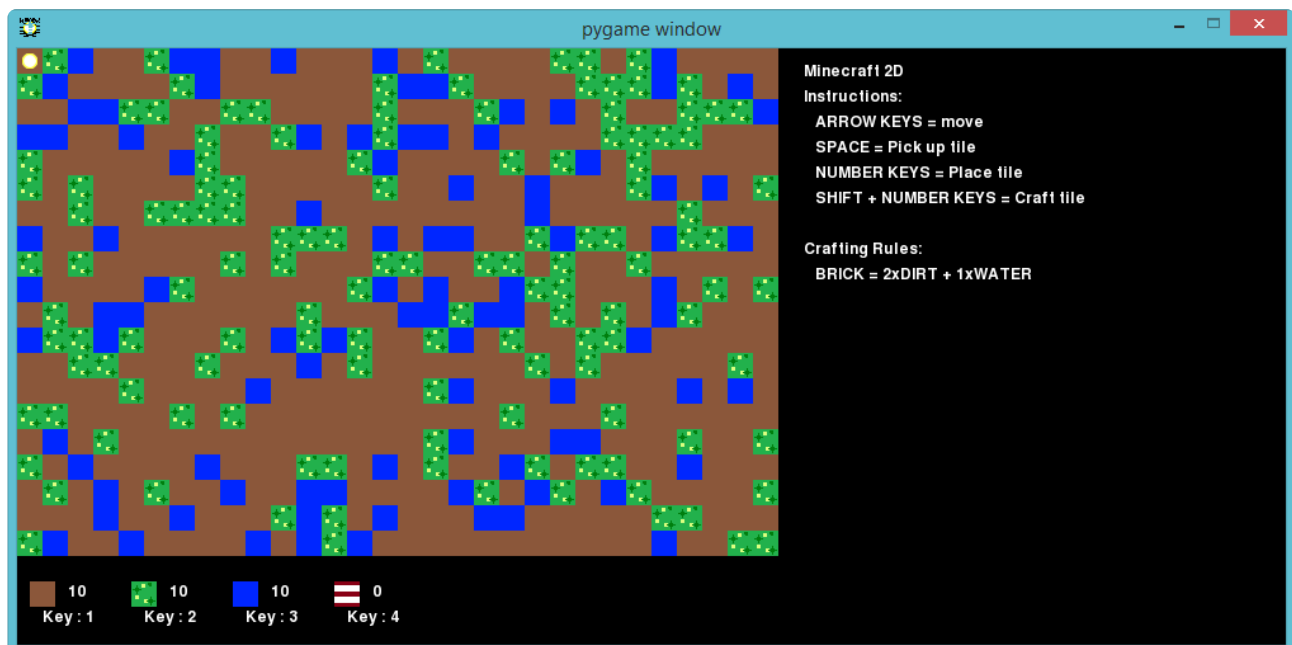 pygame window
Minecraft 2D
Instructions:
ARROW KEYS = move
SPACE = Pick up tile
NUMBER KEYS = Place tile
SHIFT + NUMBER KEYS = Craft tile
Crafting Rules:
BRICK = 2xDIRT + 1xWATER
10 10 10 0
Key : 1 Key : 2 Key : 3 Key : 4